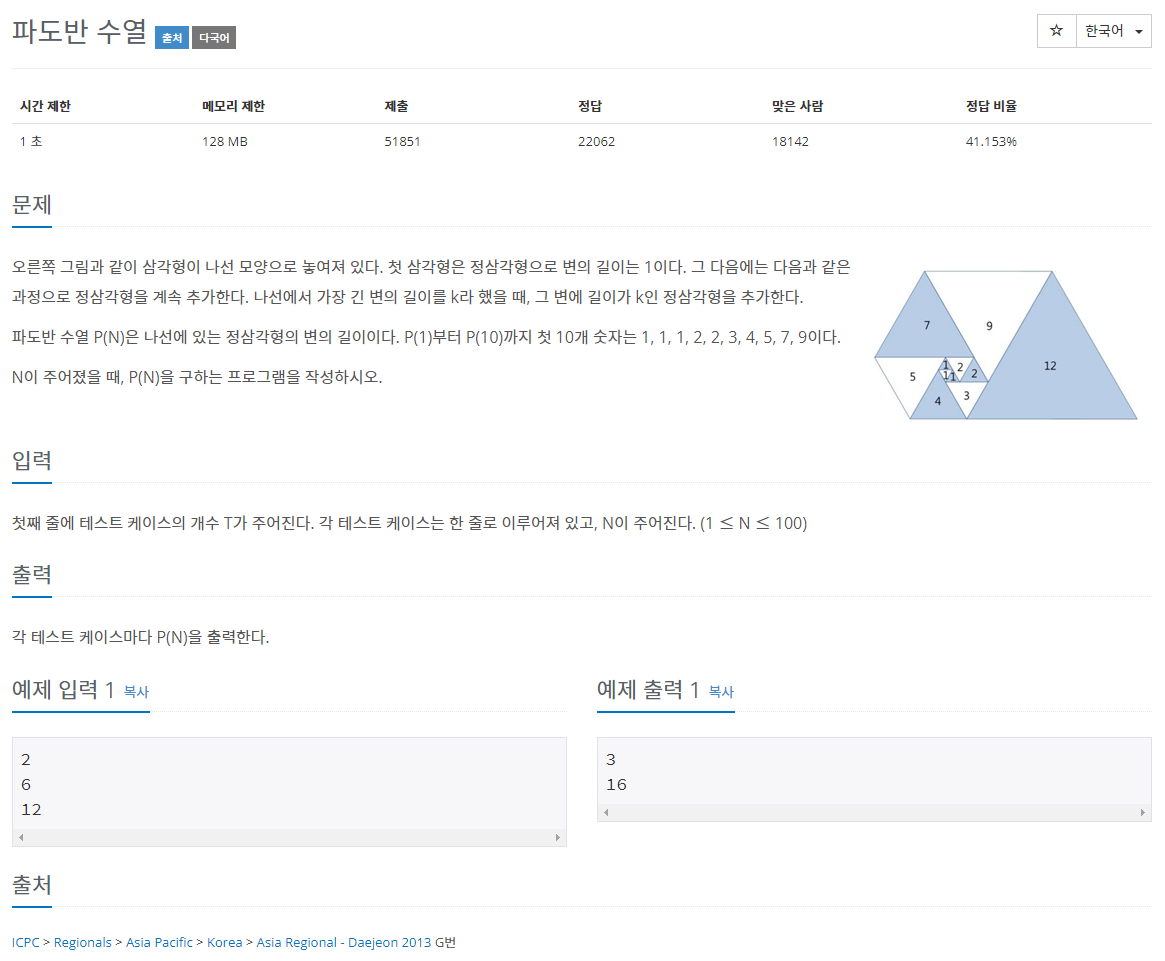 파도반 수열 출처 다국어
☆ 한국어
시간 제한 메모리 제한 제출 정답 맞은 사람 정답 비율
1 초 128 MB 51851 22062 18142 41.153%
문제
오른쪽 그림과 같이 삼각형이 나선 모양으로 놓여져 있다. 첫 삼각형은 정삼각형으로 변의 길이는 1이다. 그 다음에는 다음과 같은
과정으로 정삼각형을 계속 추가한다. 나선에서 가장 긴 변의 길이를 k라 했을 때, 그 변에 길이가 k인 정삼각형을 추가한다.
파도반 수열 P(N)은 나선에 있는 정삼각형의 변의 길이이다. P(1)부터 P(10)까지 첫 10개 숫자는 1, 1, 1, 2, 2, 3, 4, 5, 7, 9이다.
N이 주어졌을 때, P(N)을 구하는 프로그램을 작성하시오.
7 9
12
1 2
5 1 1 2
4 3
입력
첫째 줄에 테스트 케이스의 개수 T가 주어진다. 각 테스트 케이스는 한 줄로 이루어져 있고, N이 주어진다. (1 ≤ N ≤ 100)
출력
각 테스트 케이스마다 P(N)을 출력한다.
예제 입력 1 복사
2
6
12
예제 출력 1 복사
3
16
출처
ICPC > Regionals > Asia Pacific > Korea > Asia Regional - Daejeon 2013 G번